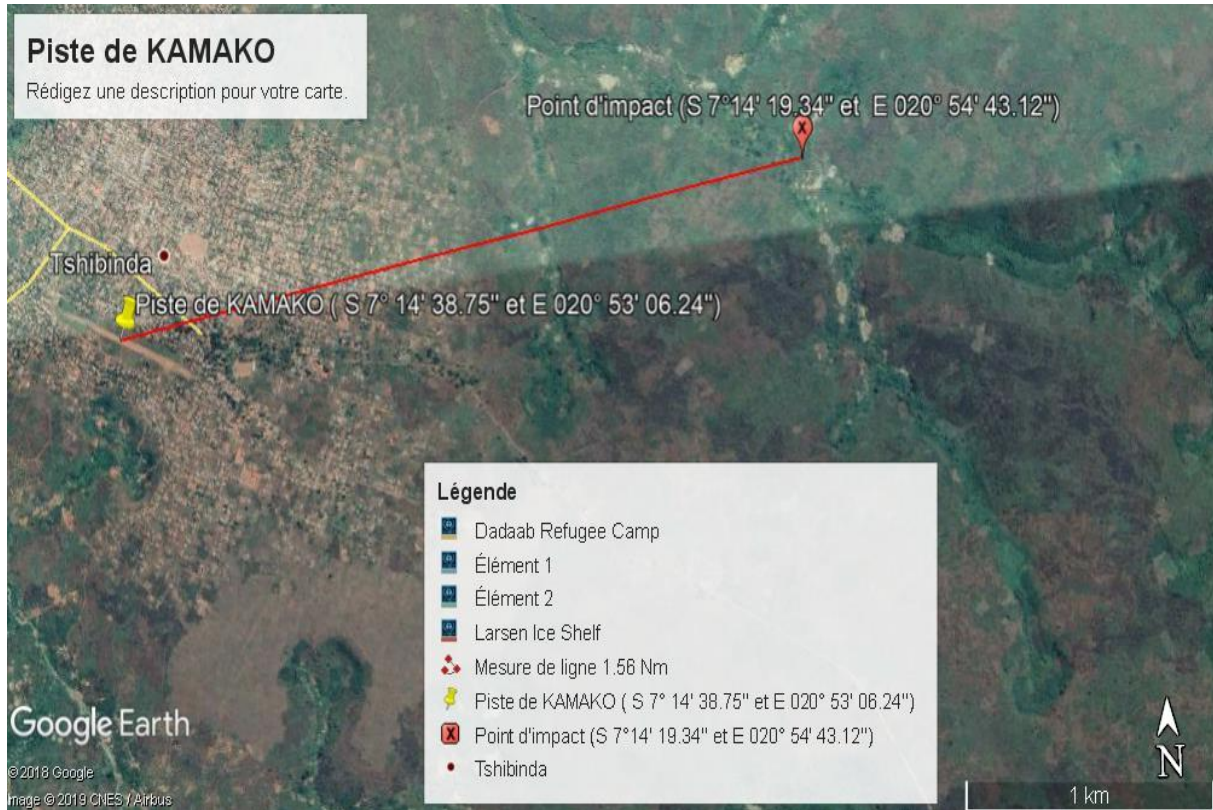 Piste de KAMAKO
Rédigez une description pour votre carte.
Point d'impact (S 7°14' 19.34" et E 020° 54' 43.12")
Tshibinda
Piste de KAMAKO ( S 7° 14' 38.75" et E 020° 53' 06.24")
Légende
Dadaab Refugee Camp
Élément 1
Élément 2
Larsen Ice Shelf
Mesure de ligne 1.56 Nm
Piste de KAMAKO ( S 7° 14' 38.75" et E 020° 53' 06.24")
Point d'impact (S 7°14' 19.34" et E 020° 54' 43.12")
Tshibinda
Google Earth
© 2018 Google
mage © 2019 CNES / Airbus
N
1 km